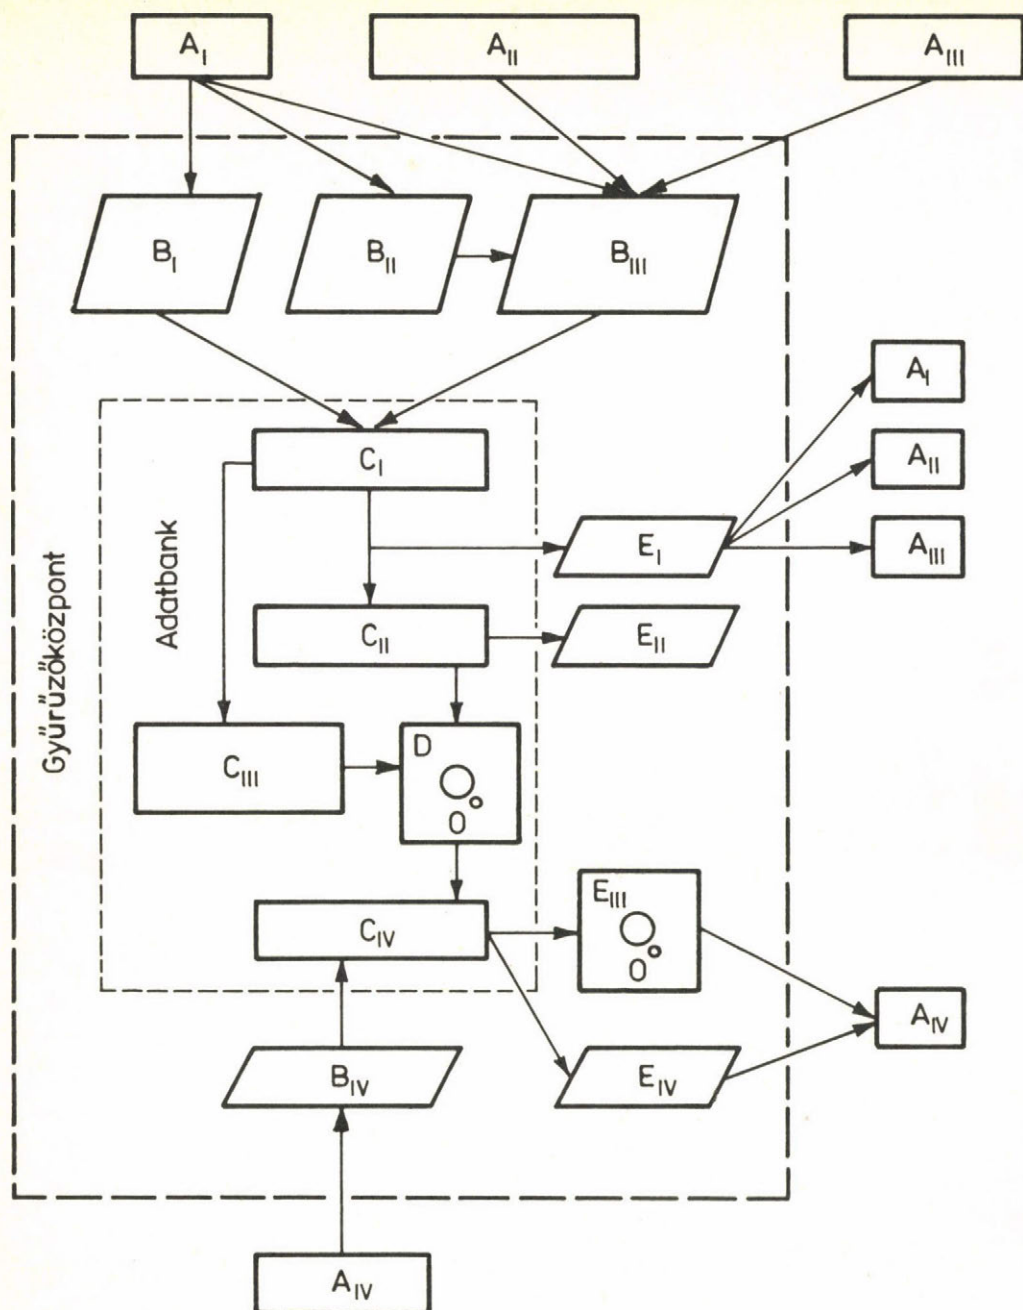 A_I A_II A_III
B_I B_II B_III
A_I
C_I
A_II
E_I A_III
C_II E_II
D
C_III
O
E_III
C_IV
O
A_IV
B_IV E_IV
A_IV
Gyűrűzőközpont
Adatbank